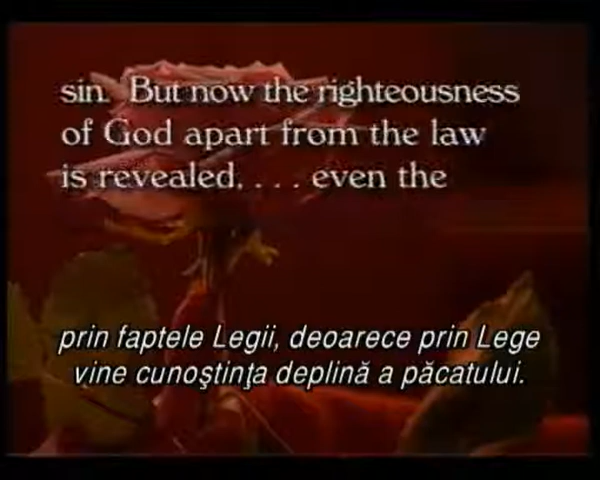 sin. But now the righteousness
of God apart from the law
is revealed. . . . even the
prin faptele Legii, deoarece prin Lege
vine cunoştinţa deplină a păcatului.